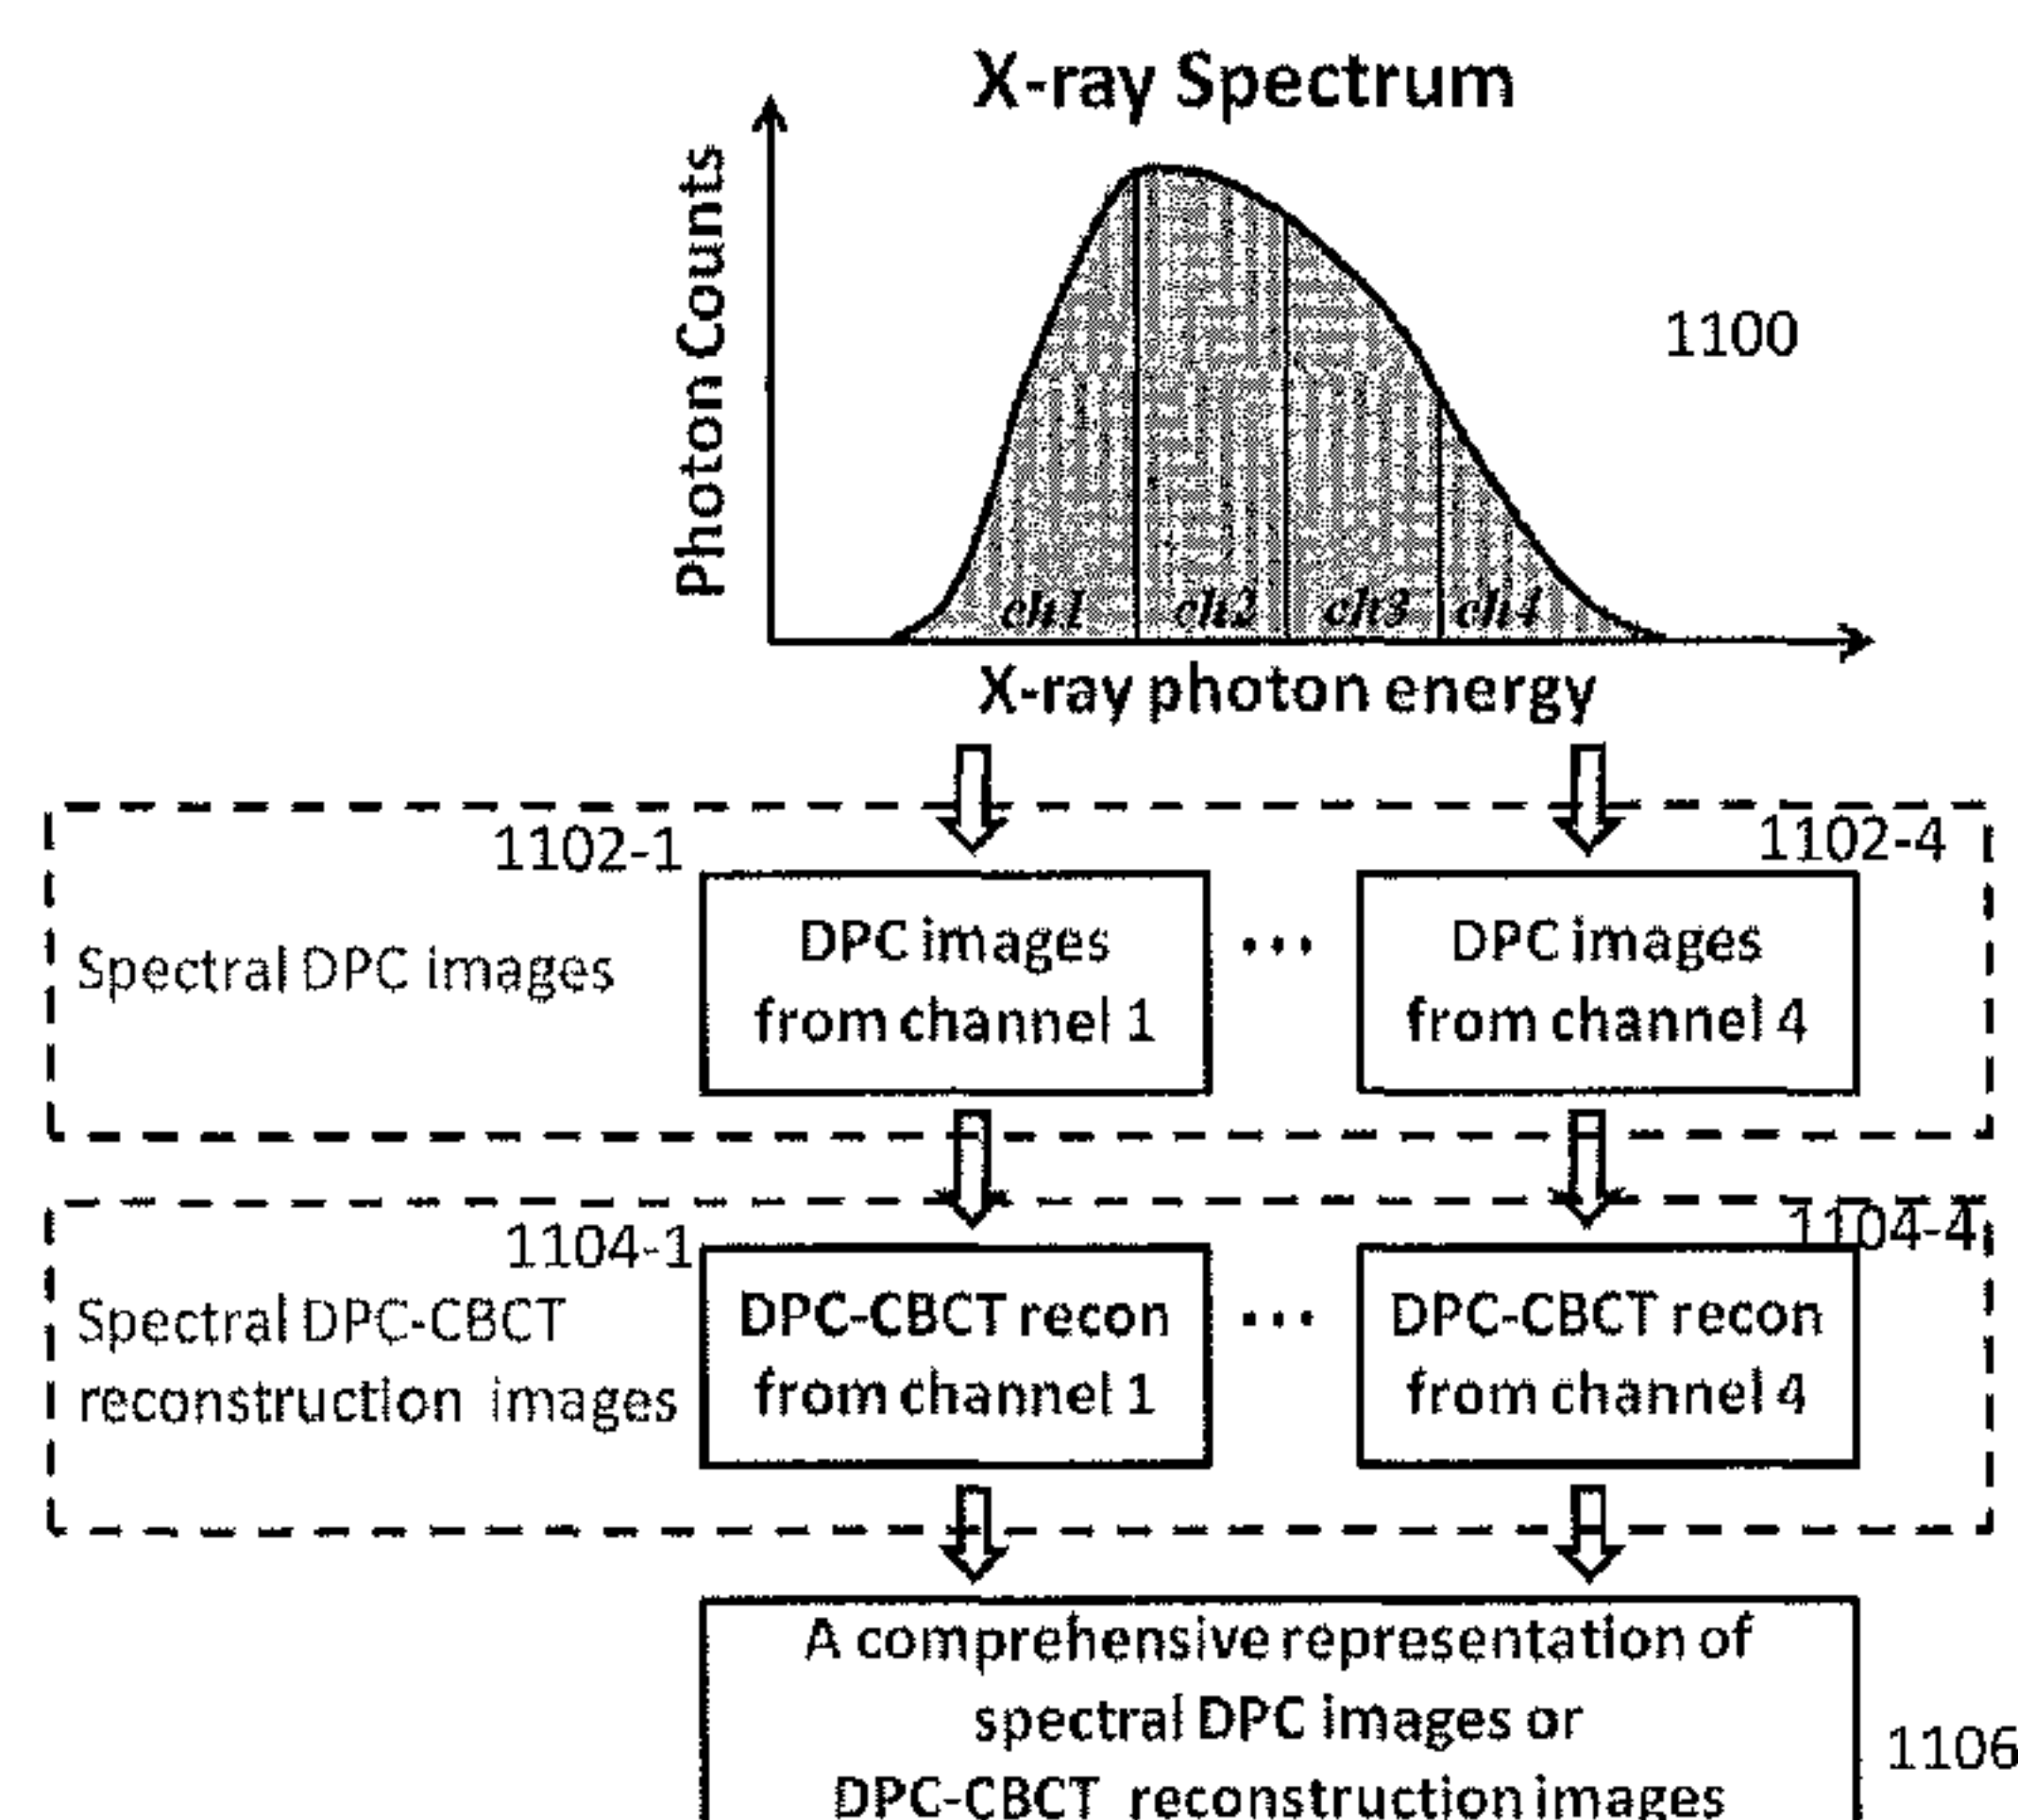 X-ray Spectrum
Photon Counts
1100
ch1 ch2 ch3 ch4
X-ray photon energy
1102-1
1102-4
Spectral DPC images
DPC images
from channel 1
...
DPC images
from channel 4
1104-1
1104-4
Spectral DPC-CBCT
reconstruction images
DPC-CBCT recon
from channel 1
...
DPC-CBCT recon
from channel 4
A comprehensive representation of
spectral DPC images or
DPC-CBCT reconstruction images
1106